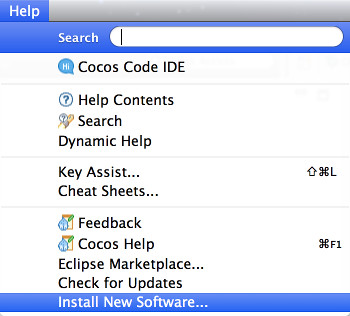 Help
Search
Hi Cocos Code IDE
Help Contents
Search
Dynamic Help
Key Assist... ⇧⌘L
Cheat Sheets...
Feedback
Cocos Help ⌘F1
Eclipse Marketplace...
Check for Updates
Install New Software...